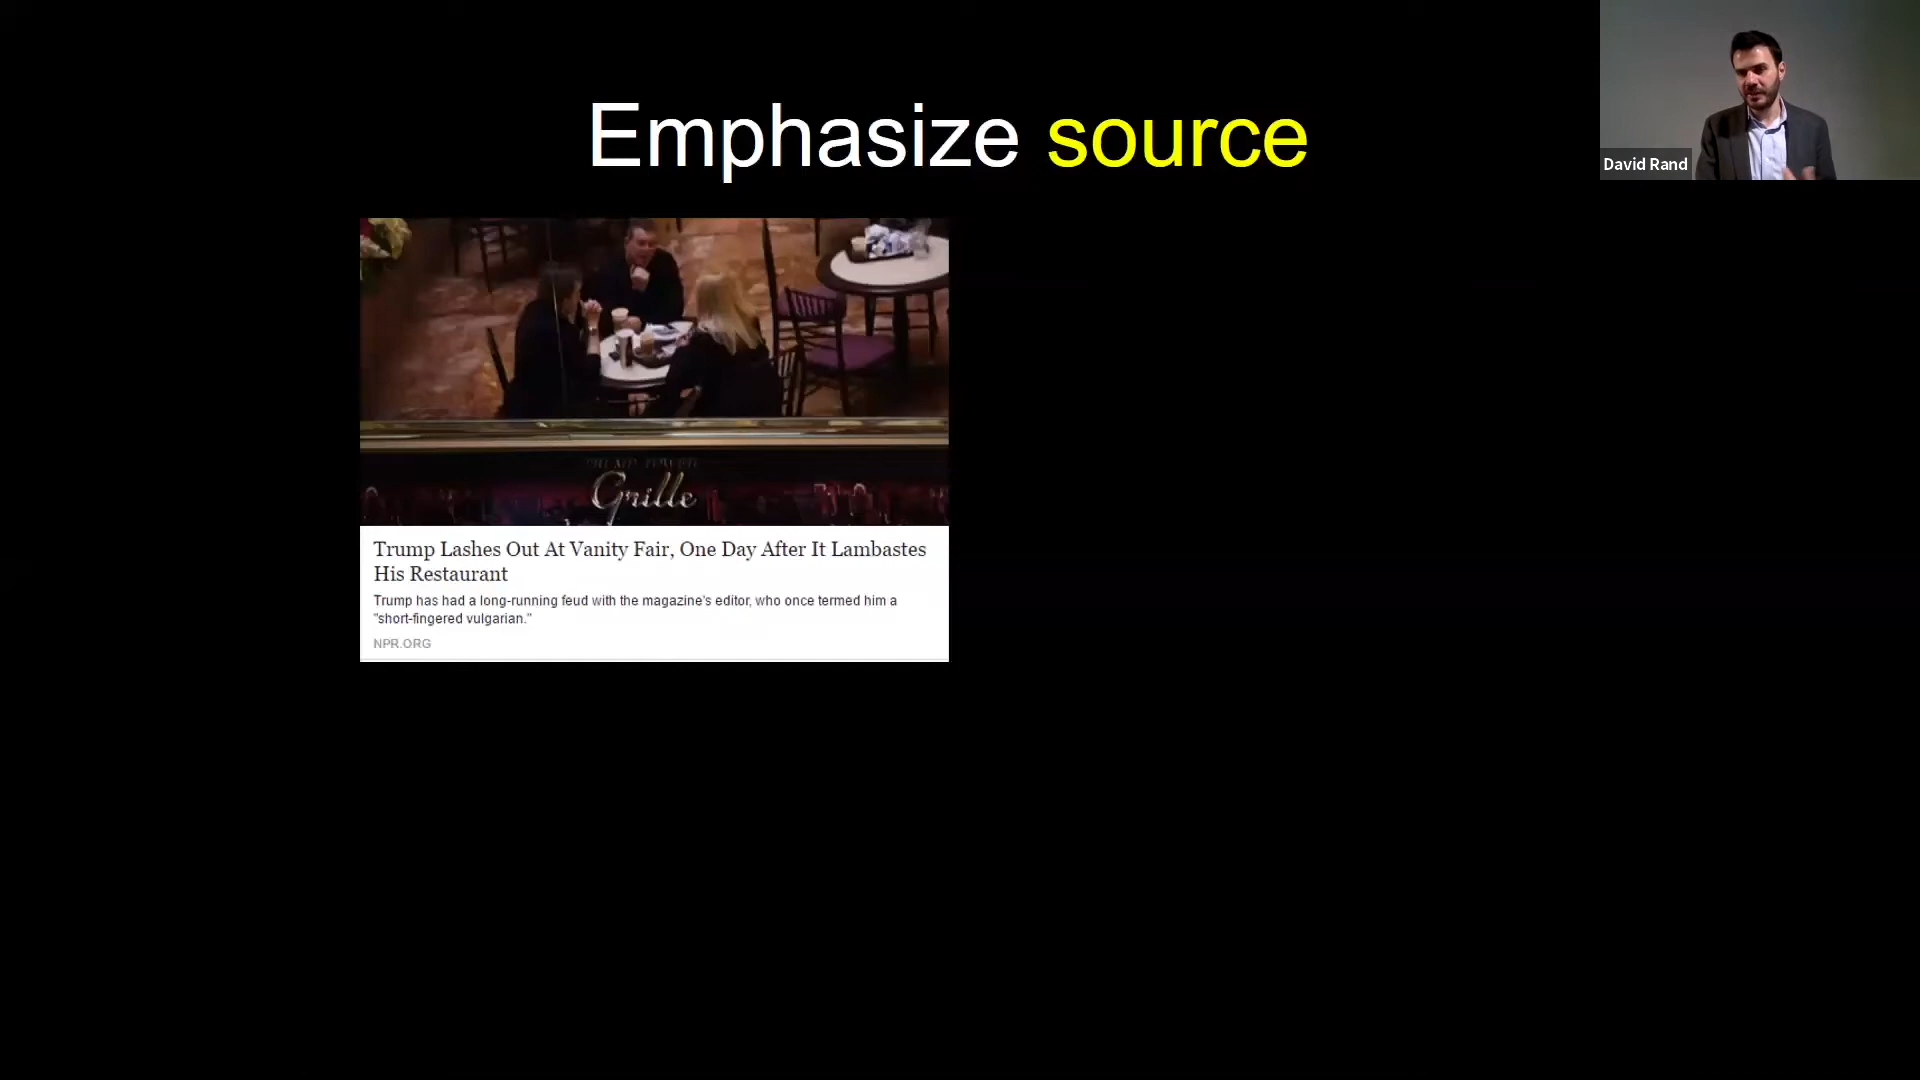 Emphasize source
David Rand
Grille
Trump Lashes Out At Vanity Fair, One Day After It Lambastes
His Restaurant
Trump has had a long-running feud with the magazine's editor, who once termed him a
"short-fingered vulgarian."
NPR.ORG